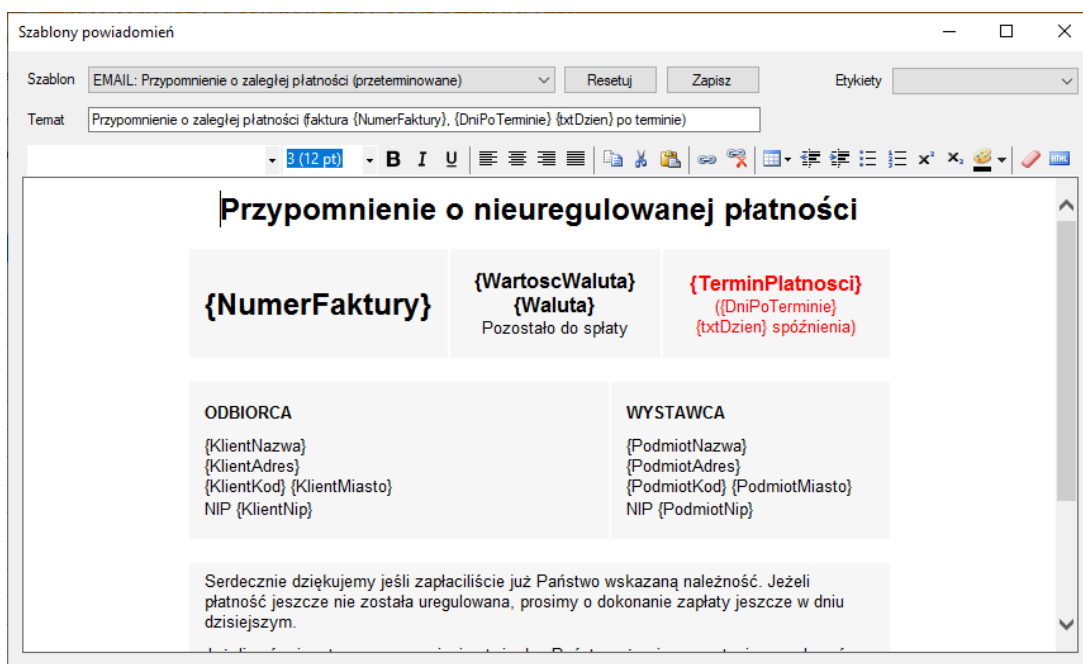 Szablony powiadomień
Szablon EMAIL: Przypomnienie o zaległej płatności (przeterminowane) Resetuj Zapisz Etykiety
Temat Przypomnienie o zaległej płatności (faktura {NumerFaktury}, {DniPoTerminie} {txtDzien} po terminie)
3 (12 pt) B I U x² x₂ HTML
Przypomnienie o nieuregulowanej płatności
{NumerFaktury}
{WartoscWaluta}
{Waluta}
Pozostało do spłaty
{TerminPlatnosci}
({DniPoTerminie}
{txtDzien} spóźnienia)
ODBIORCA
{KlientNazwa}
{KlientAdres}
{KlientKod} {KlientMiasto}
NIP {KlientNip}
WYSTAWCA
{PodmiotNazwa}
{PodmiotAdres}
{PodmiotKod} {PodmiotMiasto}
NIP {PodmiotNip}
Serdecznie dziękujemy jeśli zapłaciliście już Państwo wskazaną należność. Jeżeli
płatność jeszcze nie została uregulowana, prosimy o dokonanie zapłaty jeszcze w dniu
dzisiejszym.